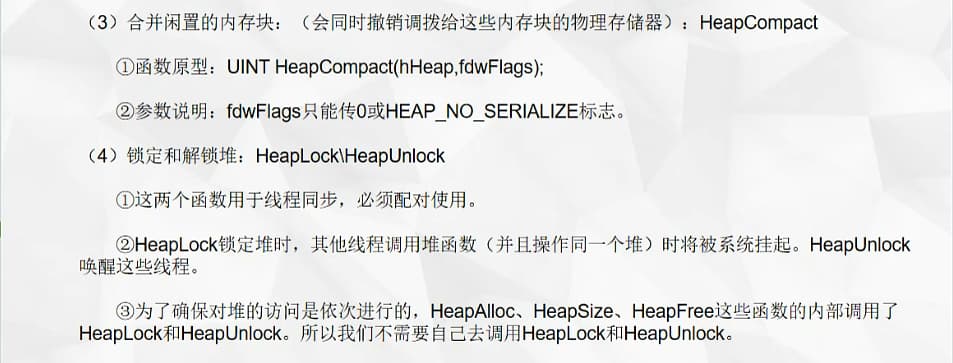 （3）合并闲置的内存块：（会同时撤销调拨给这些内存块的物理存储器）：HeapCompact
①函数原型：UINT HeapCompact(hHeap,fdwFlags);
②参数说明：fdwFlags只能传0或HEAP_NO_SERIALIZE标志。
（4）锁定和解锁堆：HeapLock\HeapUnlock
①这两个函数用于线程同步，必须配对使用。
②HeapLock锁定堆时，其他线程调用堆函数（并且操作同一个堆）时将被系统挂起。HeapUnlock
唤醒这些线程。
③为了确保对堆的访问是依次进行的，HeapAlloc、HeapSize、HeapFree这些函数的内部调用了
HeapLock和HeapUnlock。所以我们不需要自己去调用HeapLock和HeapUnlock。